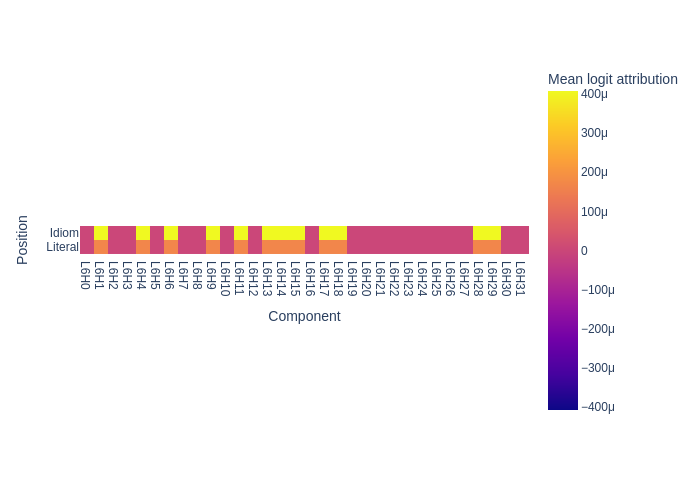 Mean logit attribution
400μ
300μ
200μ
100μ
0
−100μ
−200μ
−300μ
−400μ
Position
Idiom
Literal
L6H0
L6H1
L6H2
L6H3
L6H4
L6H5
L6H6
L6H7
L6H8
L6H9
L6H10
L6H11
L6H12
L6H13
L6H14
L6H15
L6H16
L6H17
L6H18
L6H19
L6H20
L6H21
L6H22
L6H23
L6H24
L6H25
L6H26
L6H27
L6H28
L6H29
L6H30
L6H31
Component